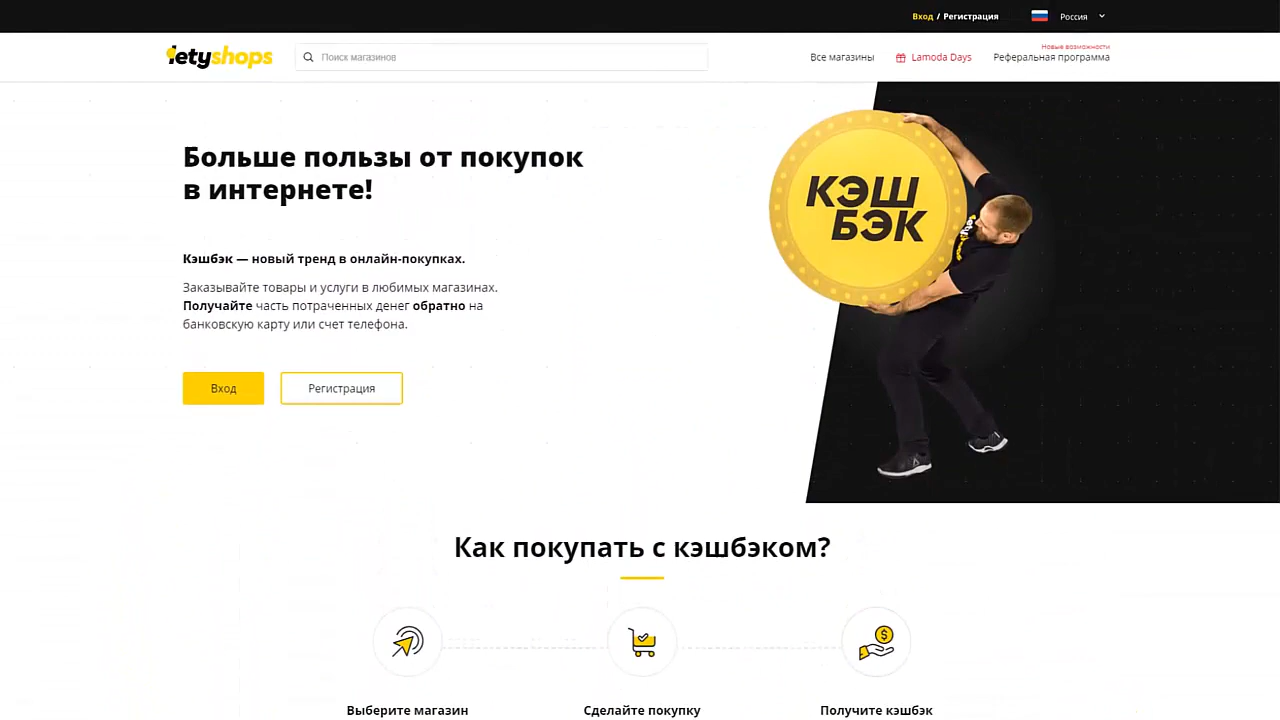 Вход / Регистрация
Россия
letyshops
Поиск магазинов
Все магазины
Lamoda Days
Новые возможности
Реферальная программа
Больше пользы от покупок
в интернете!
КЭШ
БЭК
Кэшбэк — новый тренд в онлайн-покупках.
Заказывайте товары и услуги в любимых магазинах.
Получайте часть потраченных денег обратно на
банковскую карту или счет телефона.
Вход
Регистрация
Как покупать с кэшбэком?
$
Выберите магазин
Сделайте покупку
Получите кэшбэк